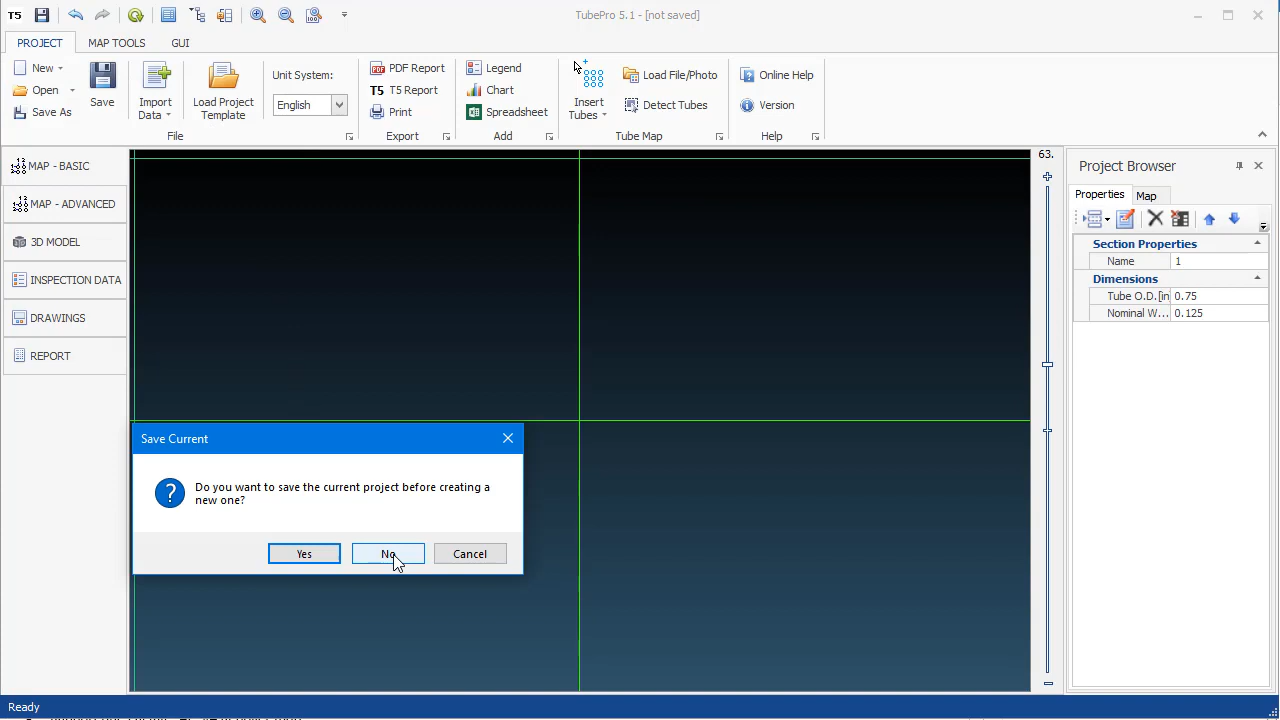 T5
TubePro 5.1 - [not saved]
PROJECT
MAP TOOLS
GUI
New
Open
Save As
Save
Import
Data
Load Project
Template
Unit System:
English
File
PDF Report
T5 T5 Report
Print
Export
Legend
Chart
Spreadsheet
Add
Insert
Tubes
Load File/Photo
Detect Tubes
Tube Map
Online Help
Version
Help
MAP - BASIC
MAP - ADVANCED
3D MODEL
INSPECTION DATA
DRAWINGS
REPORT
63.
Project Browser
Properties
Map
Section Properties
Name 1
Dimensions
Tube O.D. [in 0.75
Nominal W... 0.125
Save Current
Do you want to save the current project before creating a
new one?
Yes
No
Cancel
Ready